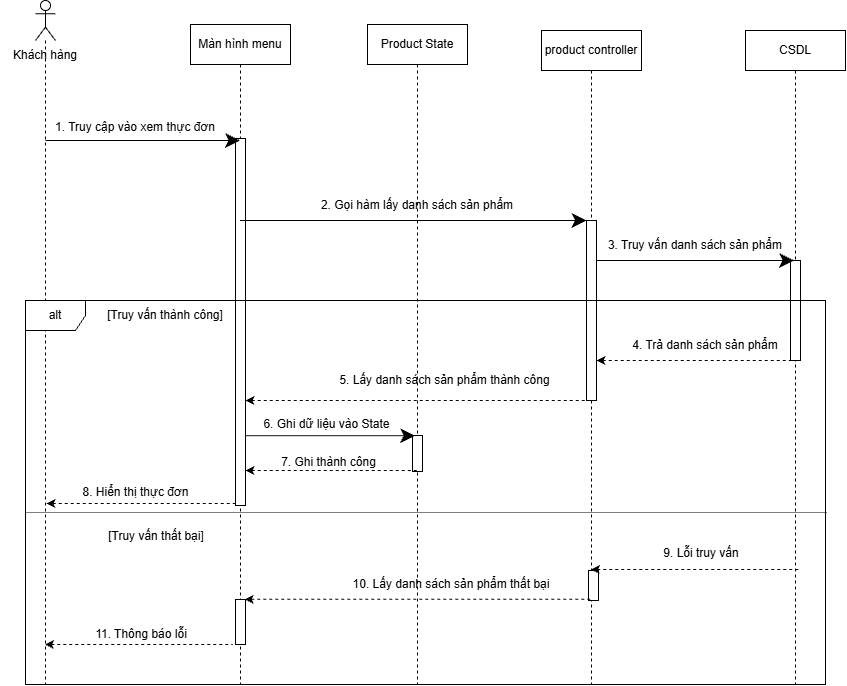 Khách hàng
Màn hình menu
Product State
product controller
CSDL
1. Truy cập vào xem thực đơn
2. Gọi hàm lấy danh sách sản phẩm
3. Truy vấn danh sách sản phẩm
alt
[Truy vấn thành công]
4. Trả danh sách sản phẩm
5. Lấy danh sách sản phẩm thành công
6. Ghi dữ liệu vào State
7. Ghi thành công
8. Hiển thị thực đơn
[Truy vấn thất bại]
9. Lỗi truy vấn
10. Lấy danh sách sản phẩm thất bại
11. Thông báo lỗi